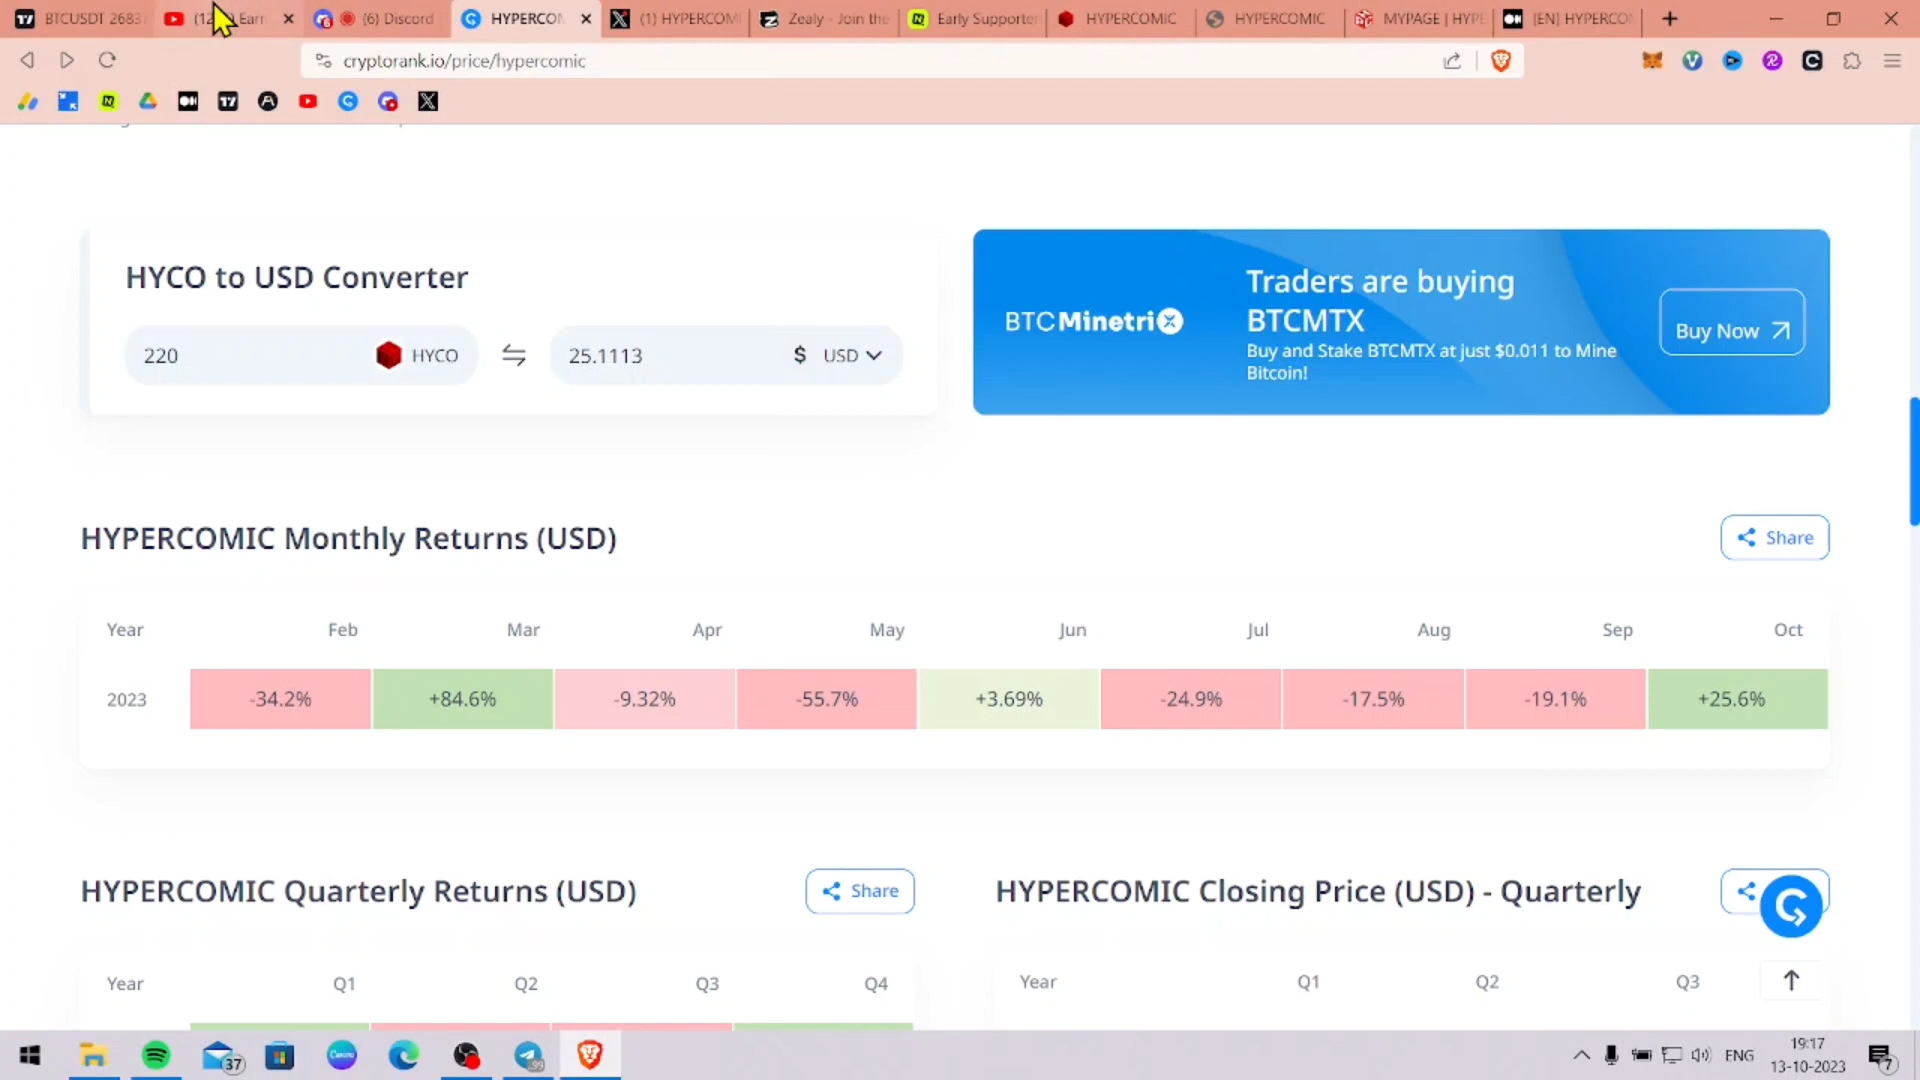 BTCUSDT 2683
(12) Earn
(6) Discord
HYPERCOM
(1) HYPERCOMI
Zealy - Join the
Early Supporter
HYPERCOMIC
HYPERCOMIC
MYPAGE | HYPE
[EN] HYPERCO
cryptorank.io/price/hypercomic
HYCO to USD Converter
220 HYCO
25.1113 $ USD
BTCMinetriX
Traders are buying
BTCMTX
Buy and Stake BTCMTX at just $0.011 to Mine
Bitcoin!
Buy Now
HYPERCOMIC Monthly Returns (USD)
Share
Year Feb Mar Apr May Jun Jul Aug Sep Oct
2023 -34.2% +84.6% -9.32% -55.7% +3.69% -24.9% -17.5% -19.1% +25.6%
HYPERCOMIC Quarterly Returns (USD)
Share
HYPERCOMIC Closing Price (USD) - Quarterly
Year Q1 Q2 Q3 Q4
Year Q1 Q2 Q3
37
Canva
ENG
19:17
13-10-2023
7